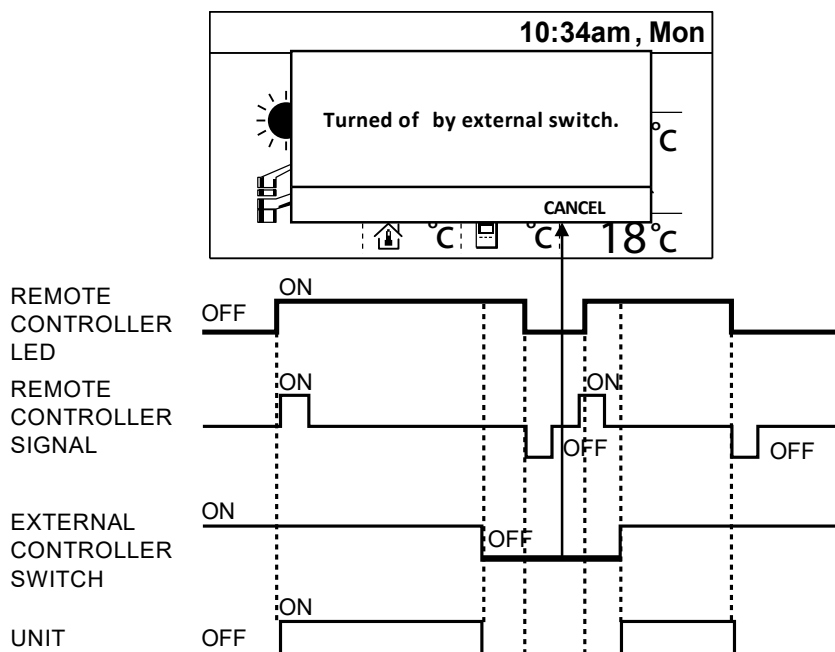 10:34am, Mon
Turned of by external switch.
°C
CANCEL
°C °C 18°C
REMOTE
CONTROLLER
LED
OFF
ON
REMOTE
CONTROLLER
SIGNAL
ON
OFF
ON
OFF
EXTERNAL
CONTROLLER
SWITCH
ON
OFF
UNIT
OFF
ON